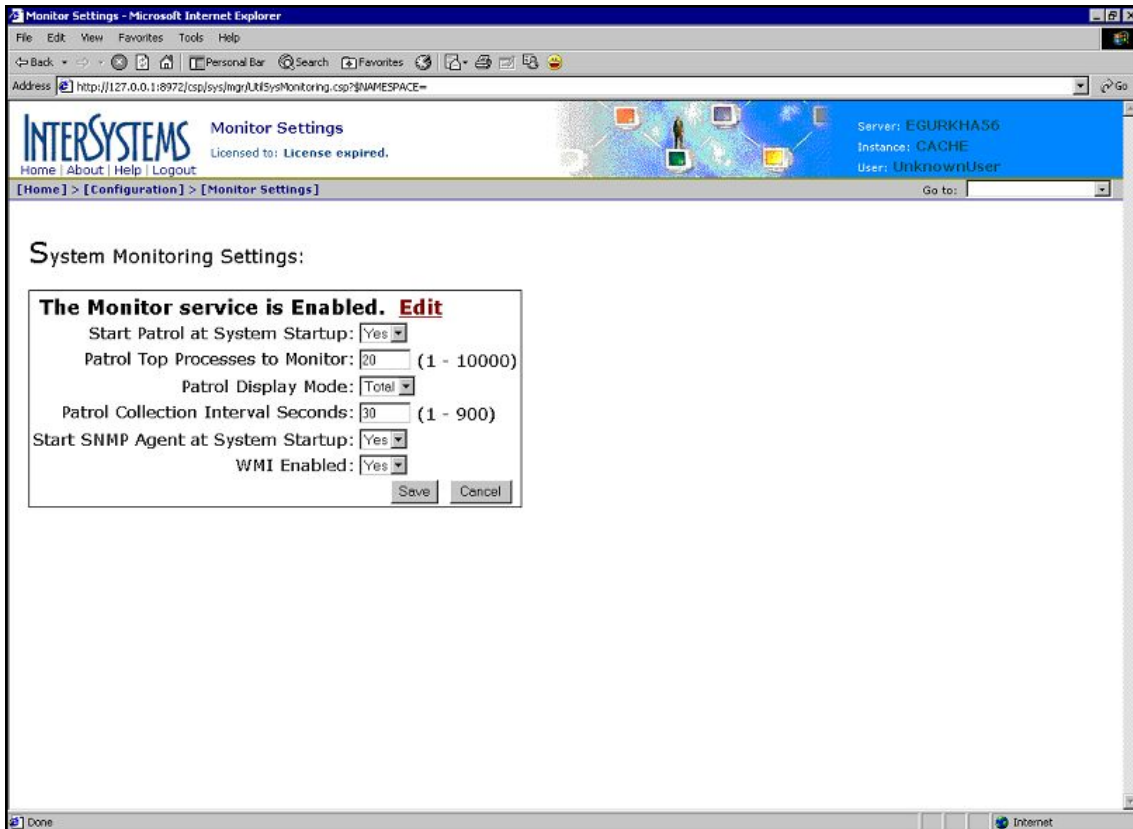 Monitor Settings - Microsoft Internet Explorer
File Edit View Favorites Tools Help
Back Personal Bar Search Favorites
Address http://127.0.0.1:8972/csp/sys/mgr/UtilSysMonitoring.csp?$NAMESPACE= Go
INTERSYSTEMS
Monitor Settings
Licensed to: License expired.
Home | About | Help | Logout
Server: EGURKHA56
Instance: CACHE
User: UnknownUser
[Home] > [Configuration] > [Monitor Settings] Go to:
System Monitoring Settings:
The Monitor service is Enabled. Edit
Start Patrol at System Startup: Yes
Patrol Top Processes to Monitor: 20 (1 - 10000)
Patrol Display Mode: Total
Patrol Collection Interval Seconds: 30 (1 - 900)
Start SNMP Agent at System Startup: Yes
WMI Enabled: Yes
Save Cancel
Done Internet